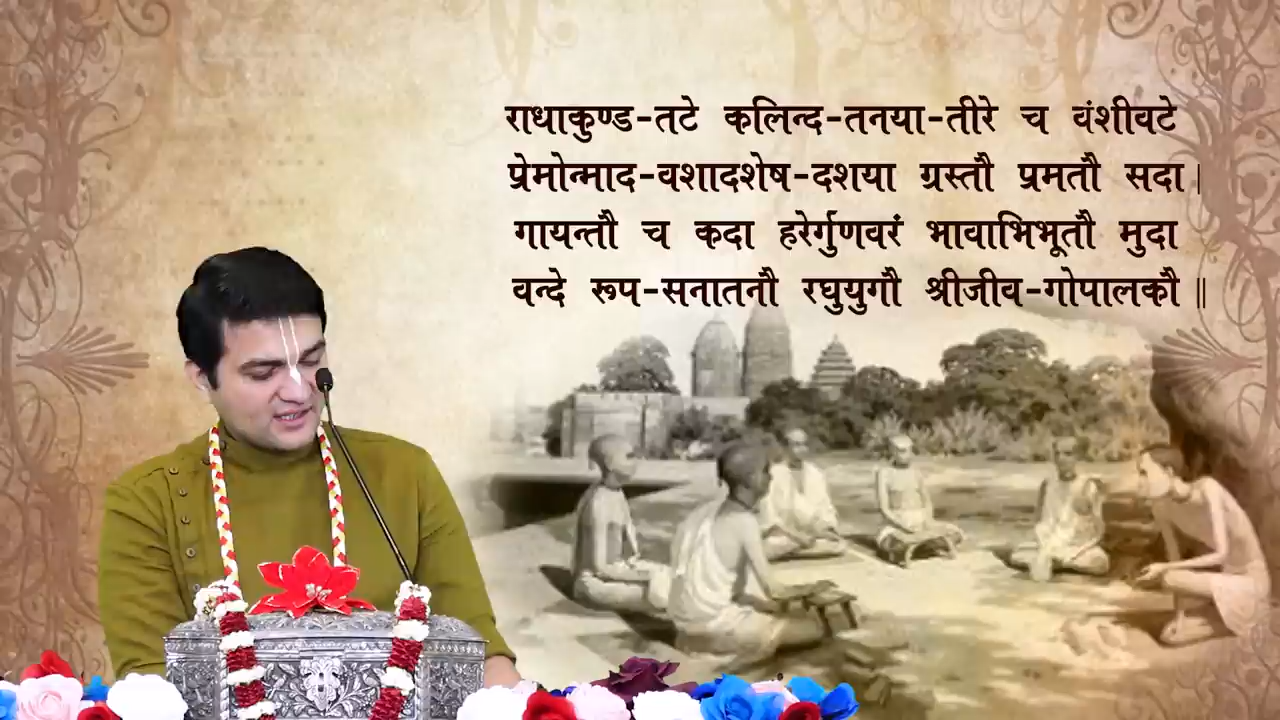 राधाकुण्ड-तटे कलिन्द-तनया-तीरे च वंशीवटे
प्रेमोन्माद-वशादशेष-दशया ग्रस्तौ प्रमतौ सदा।
गायन्तौ च कदा हरेर्गुणवरं भावाभिभूतौ मुदा
वन्दे रूप-सनातनौ रघुयुगौ श्रीजीव-गोपालकौ॥